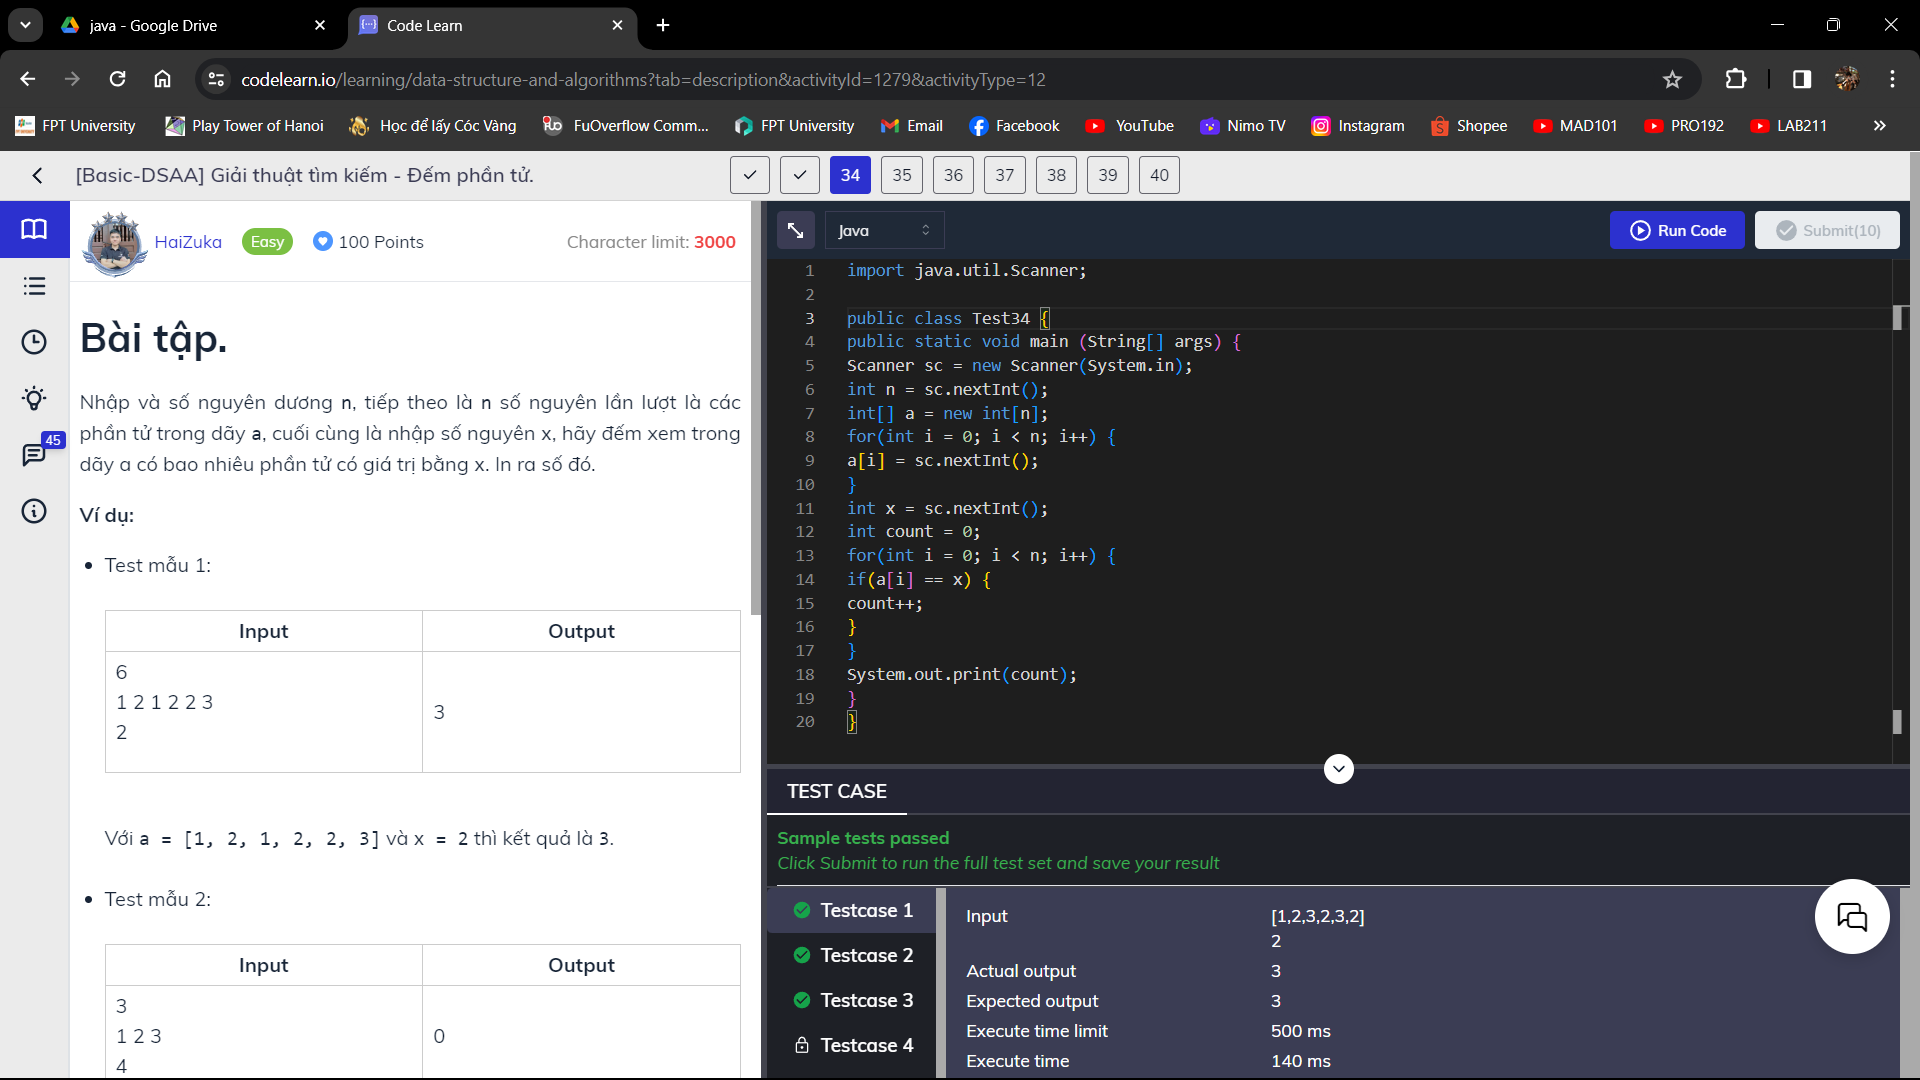 java - Google Drive
Code Learn
codelearn.io/learning/data-structure-and-algorithms?tab=description&activityId=1279&activityType=12
FPT University
Play Tower of Hanoi
Học để lấy Cóc Vàng
FuOverflow Comm...
FPT University
Email
Facebook
YouTube
Nimo TV
Instagram
Shopee
MAD101
PRO192
LAB211
[Basic-DSAA] Giải thuật tìm kiếm - Đếm phần tử.
34
35
36
37
38
39
40
HaiZuka
Easy
100 Points
Character limit: 3000
45
Bài tập.
Nhập và số nguyên dương n, tiếp theo là n số nguyên lần lượt là các
phần tử trong dãy a, cuối cùng là nhập số nguyên x, hãy đếm xem trong
dãy a có bao nhiêu phần tử có giá trị bằng x. In ra số đó.
Ví dụ:
Test mẫu 1:
Input Output
6
1 2 1 2 2 3
2
3
Với a = [1, 2, 1, 2, 2, 3] và x = 2 thì kết quả là 3.
Test mẫu 2:
Input Output
3
1 2 3
4
0
Java
Run Code
Submit(10)
1 import java.util.Scanner;
2
3 public class Test34 {
4 public static void main (String[] args) {
5 Scanner sc = new Scanner(System.in);
6 int n = sc.nextInt();
7 int[] a = new int[n];
8 for(int i = 0; i < n; i++) {
9 a[i] = sc.nextInt();
10 }
11 int x = sc.nextInt();
12 int count = 0;
13 for(int i = 0; i < n; i++) {
14 if(a[i] == x) {
15 count++;
16 }
17 }
18 System.out.print(count);
19 }
20 }
TEST CASE
Sample tests passed
Click Submit to run the full test set and save your result
Testcase 1
Testcase 2
Testcase 3
Testcase 4
Input [1,2,3,2,3,2]
2
Actual output 3
Expected output 3
Execute time limit 500 ms
Execute time 140 ms